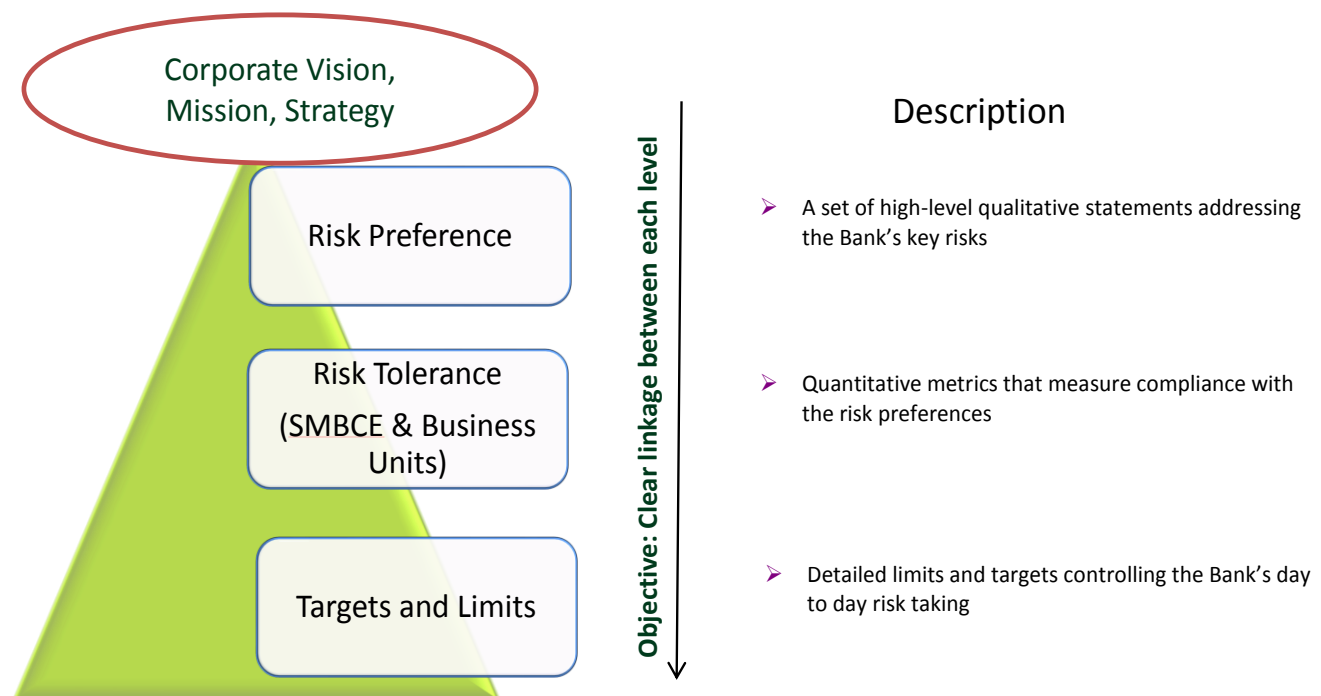 Corporate Vision,
Mission, Strategy
Description
Objective: Clear linkage between each level
Risk Preference
A set of high-level qualitative statements addressing
the Bank’s key risks
Risk Tolerance
(SMBCE & Business
Units)
Quantitative metrics that measure compliance with
the risk preferences
Targets and Limits
Detailed limits and targets controlling the Bank’s day
to day risk taking